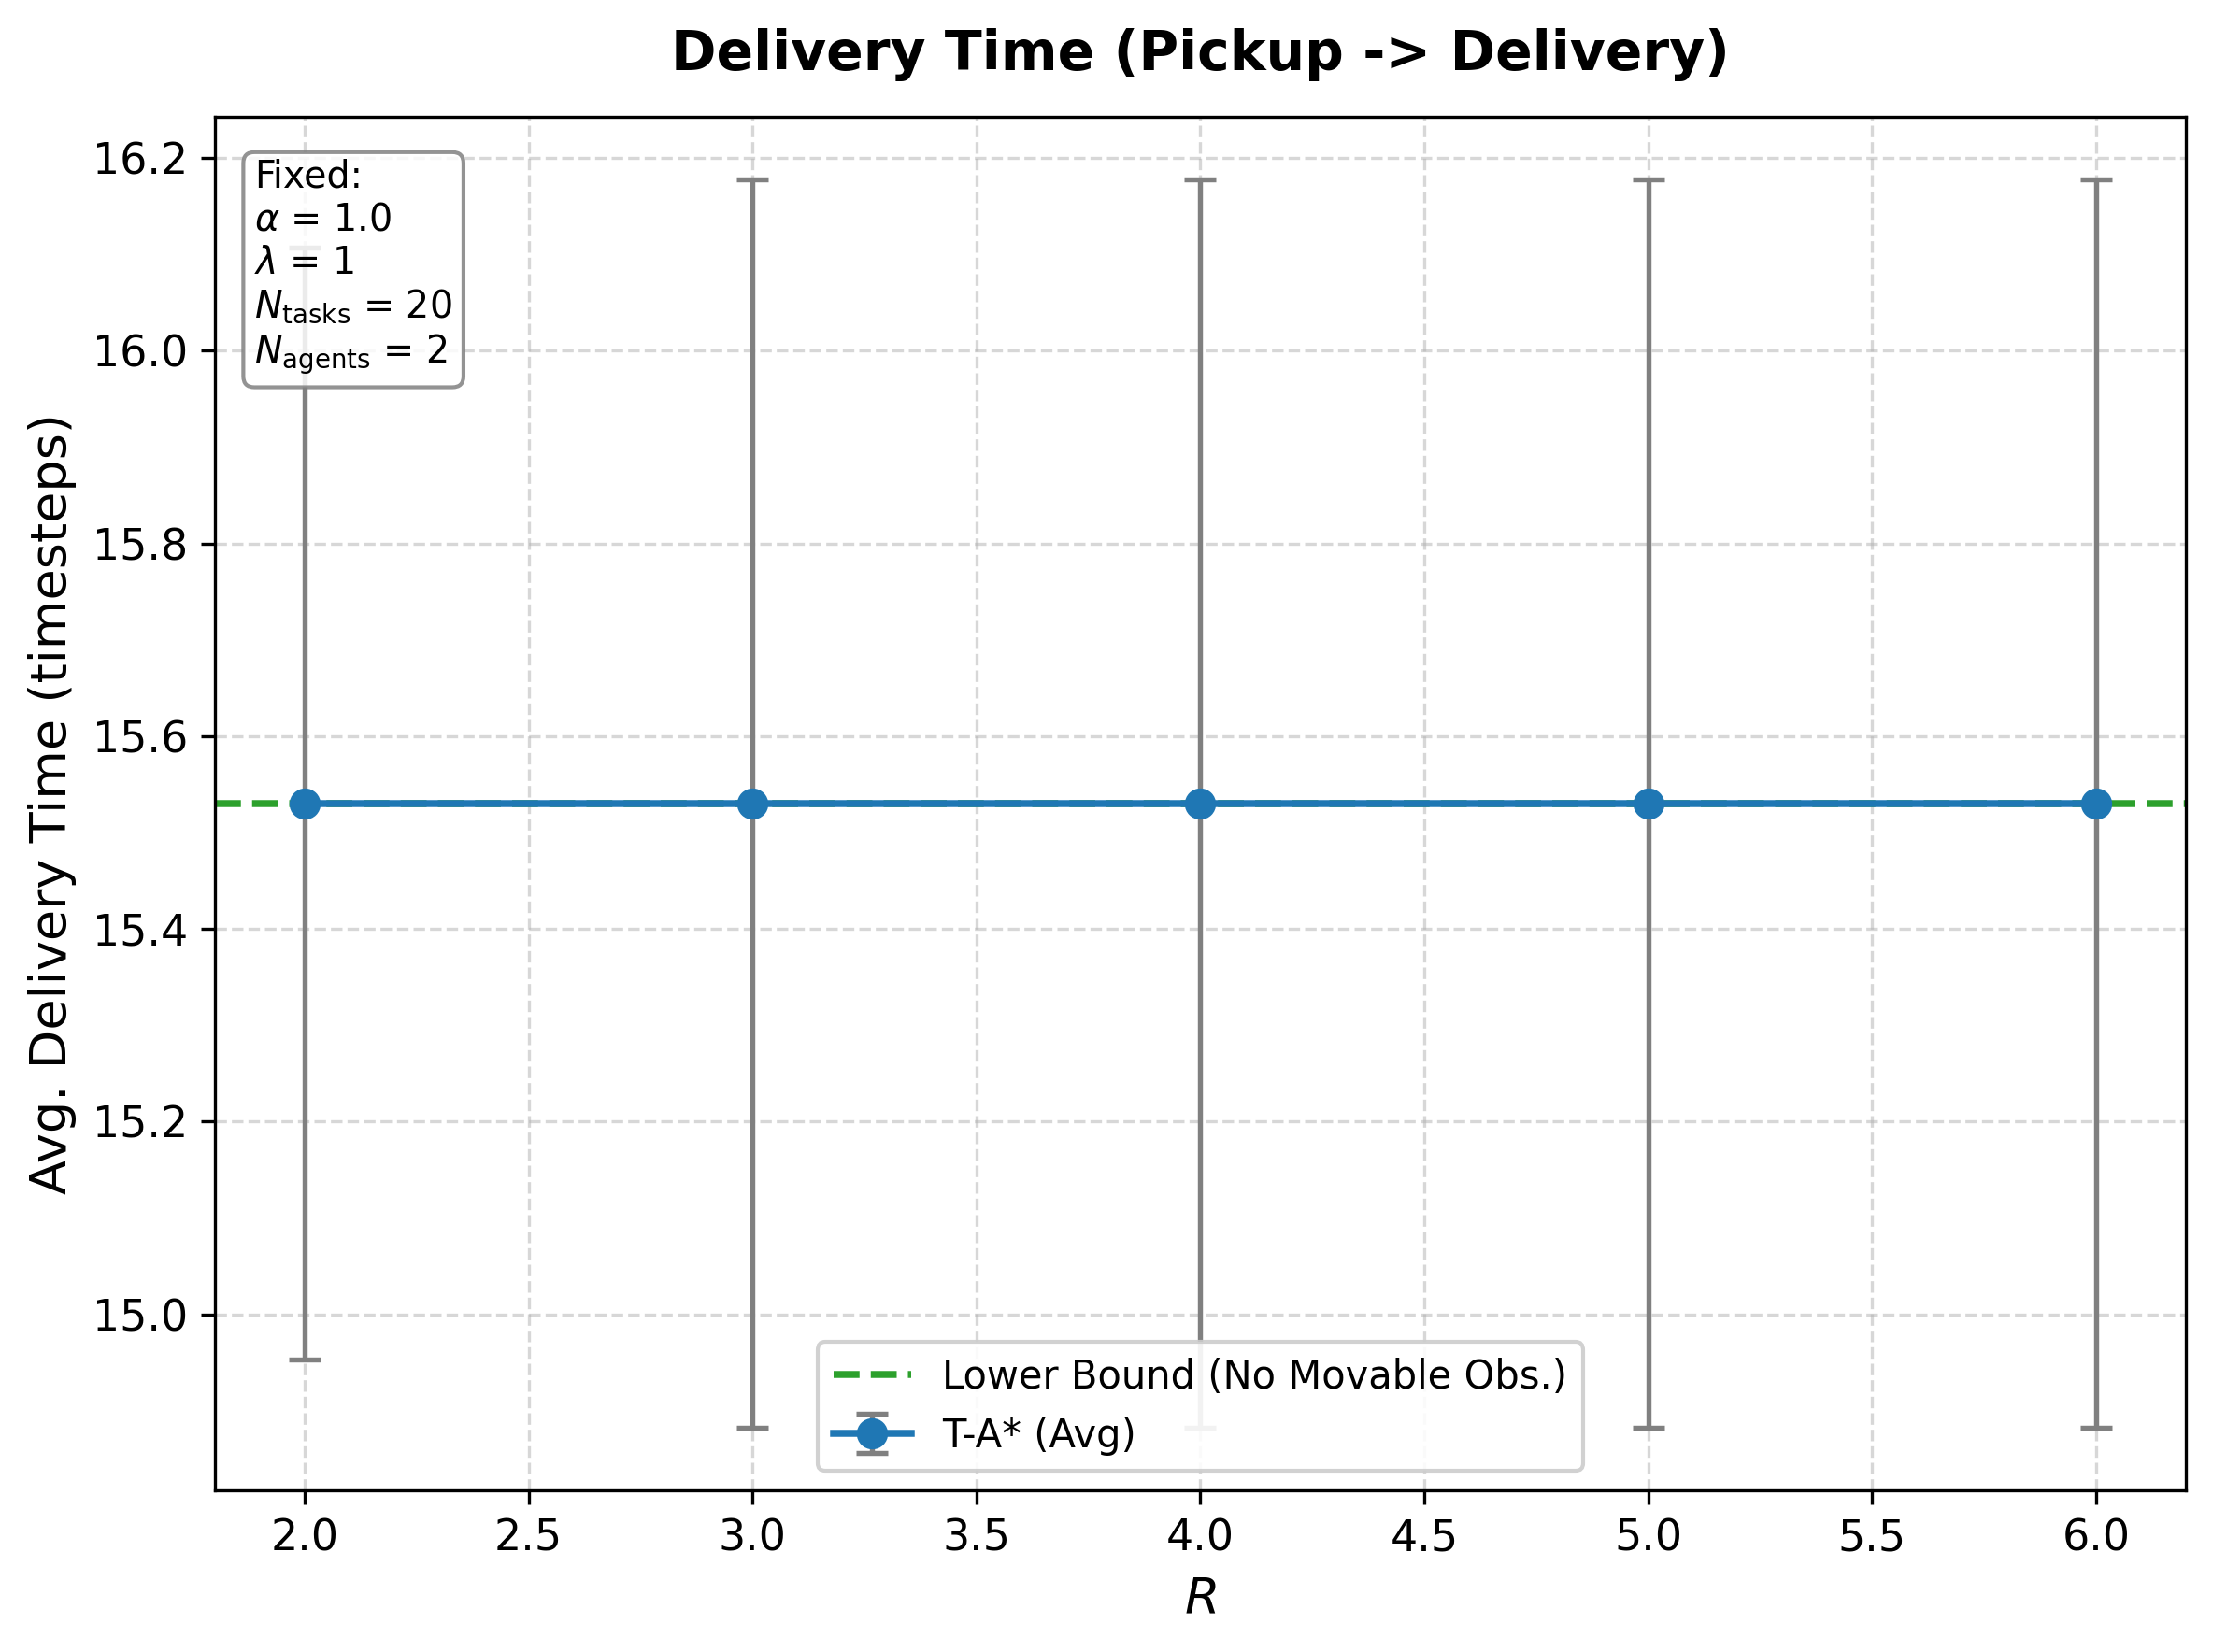 Delivery Time (Pickup -> Delivery)
Fixed:
α = 1.0
λ = 1
N_tasks = 20
N_agents = 2
Avg. Delivery Time (timesteps)
16.2
16.0
15.8
15.6
15.4
15.2
15.0
Lower Bound (No Movable Obs.)
T-A* (Avg)
2.0 2.5 3.0 3.5 4.0 4.5 5.0 5.5 6.0
R